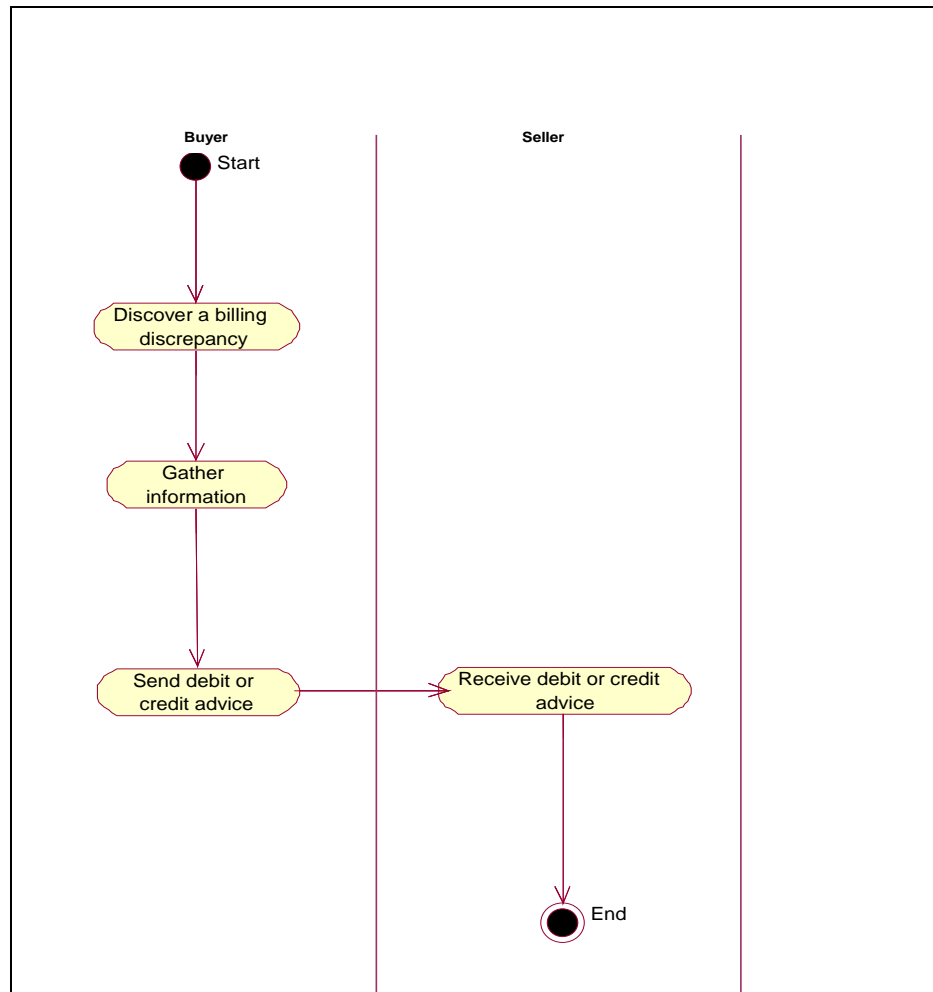 Buyer
Seller
Start
Discover a billing
discrepancy
Gather
information
Send debit or
credit advice
Receive debit or credit
advice
End